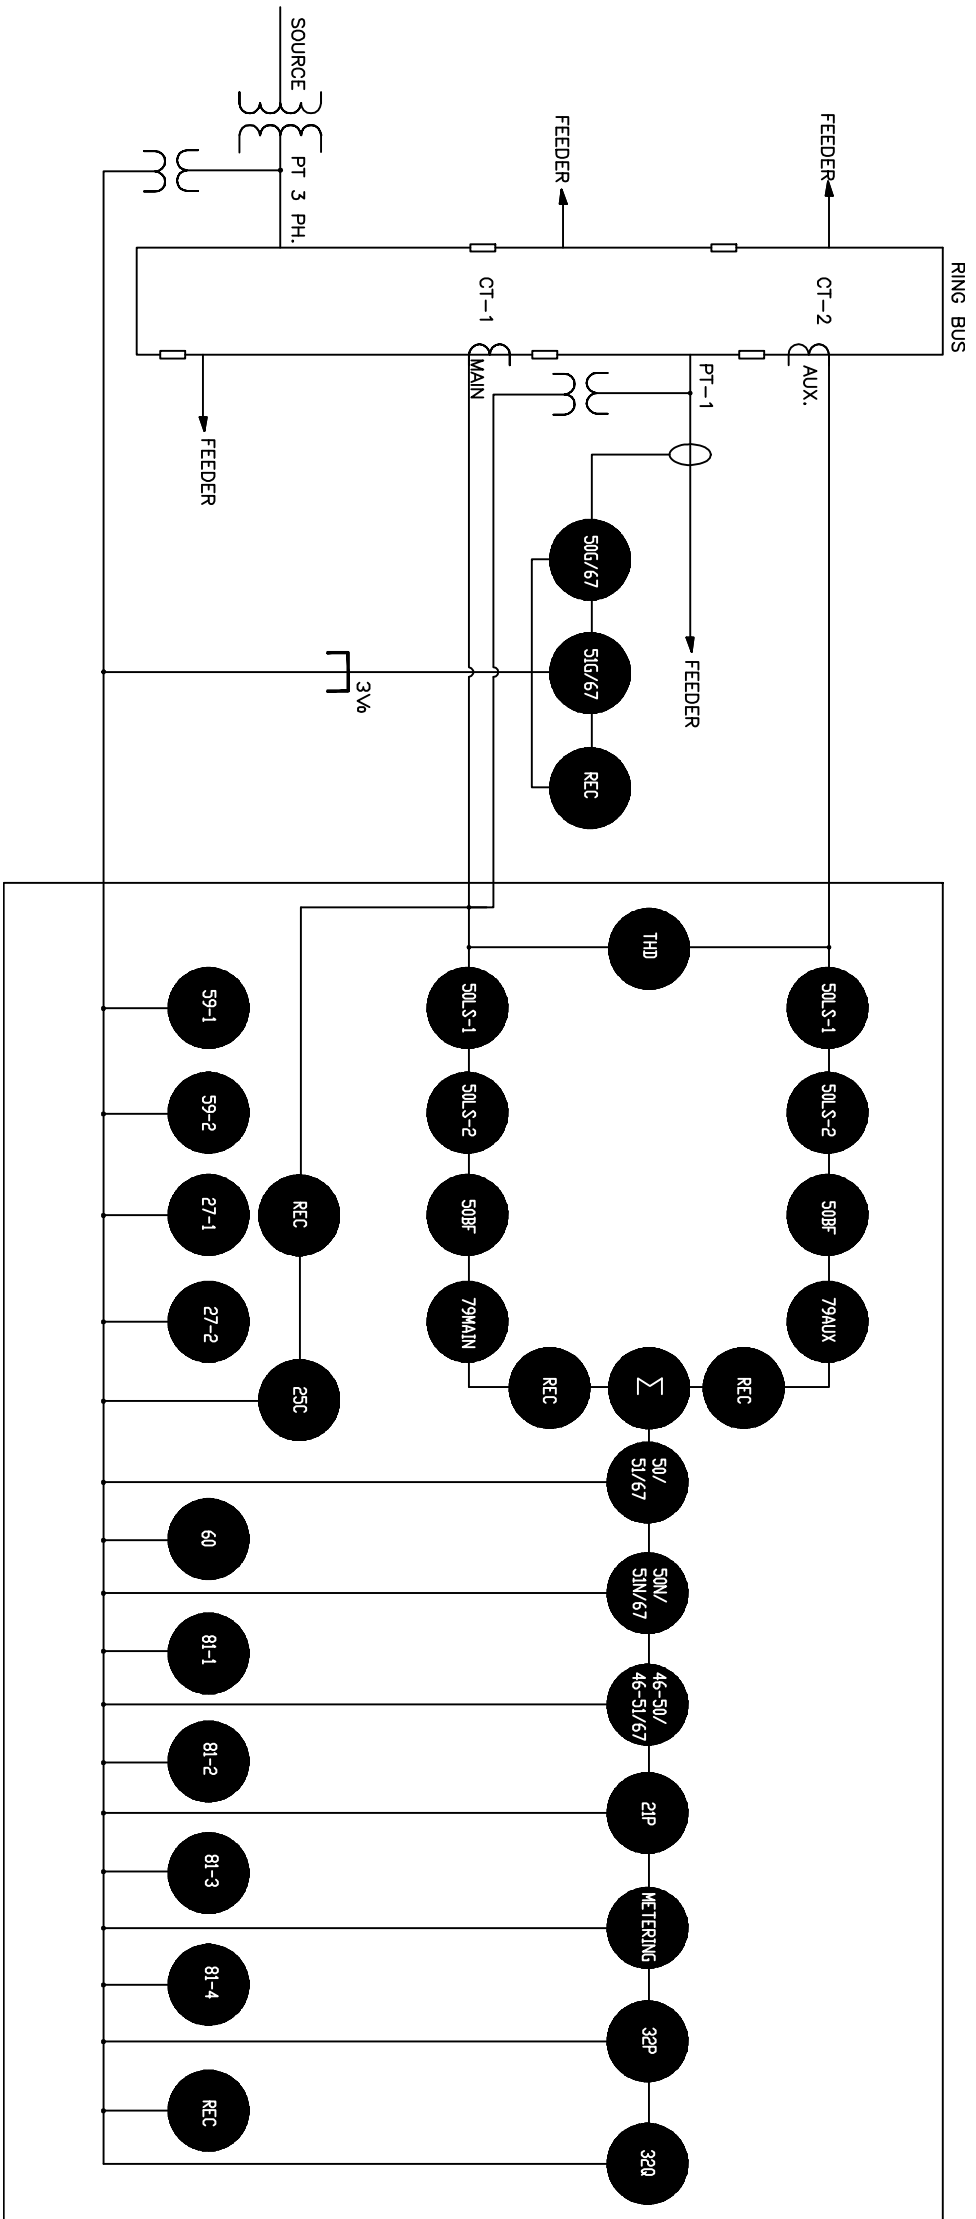 RING BUS
FEEDER
CT-2
AUX.
FEEDER
CT-1
MAIN
PT-1
FEEDER
SOURCE
PT 3 PH.
FEEDER
50G/67
51G/67
REC
3V₀
THD
50LS-1
50LS-2
50BF
79AUX
REC
Σ
REC
50LS-1
50LS-2
50BF
79MAIN
50/
51/67
50N/
51N/67
46-50/
46-51/67
21P
METERING
32P
32Q
REC
25C
59-1
59-2
27-1
27-2
60
81-1
81-2
81-3
81-4
REC